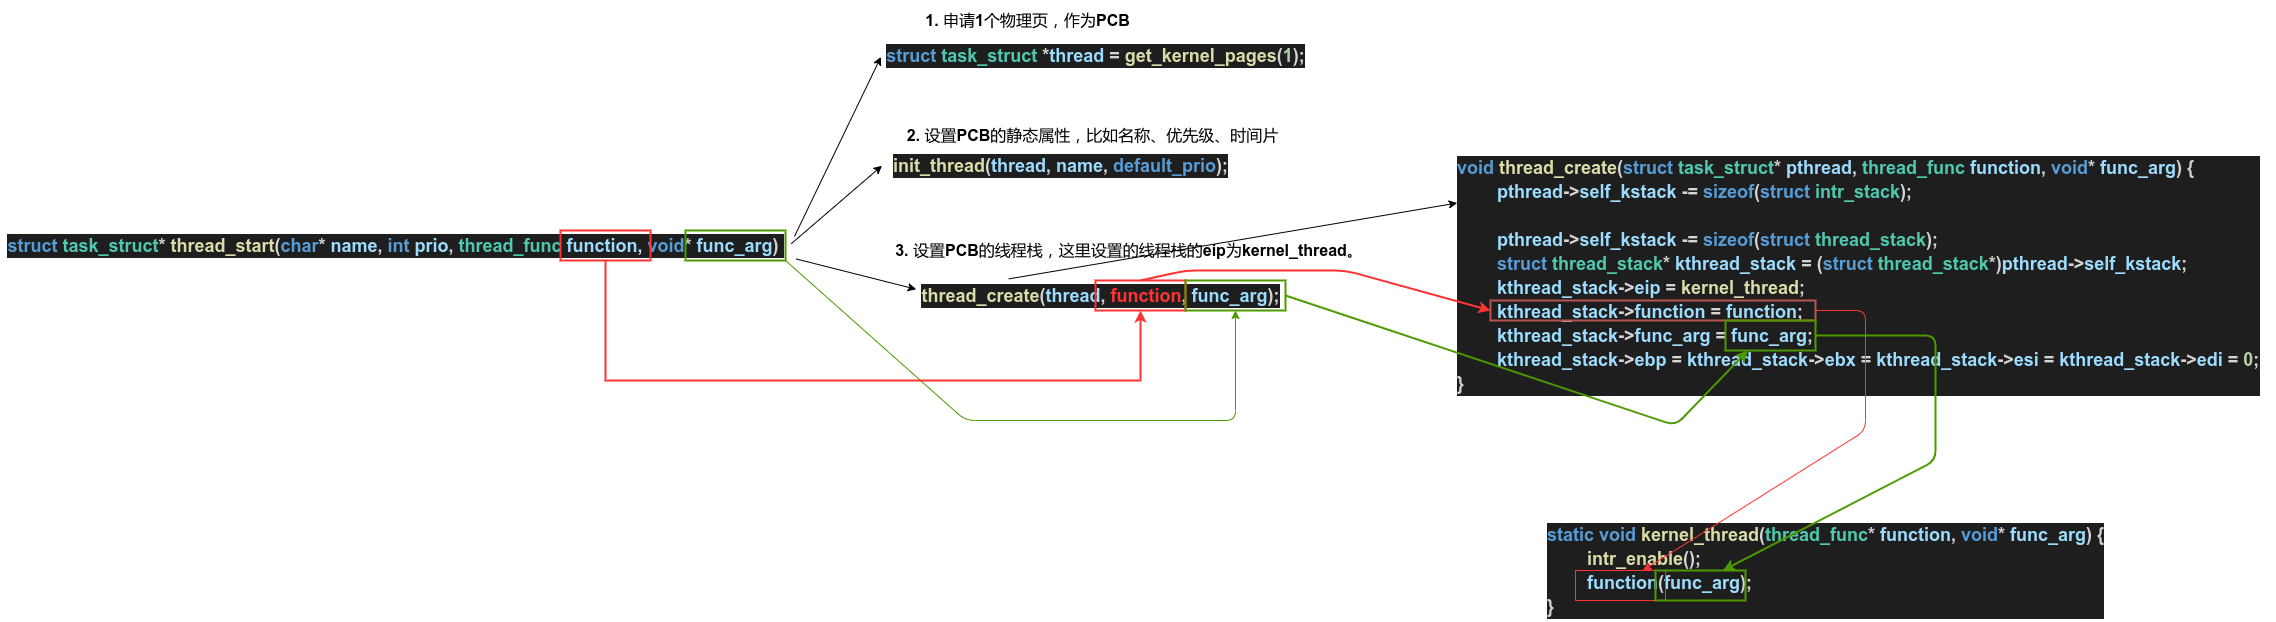 1. 申请1个物理页，作为PCB
struct task_struct *thread = get_kernel_pages(1);
2. 设置PCB的静态属性，比如名称、优先级、时间片
init_thread(thread, name, default_prio);
struct task_struct* thread_start(char* name, int prio, thread_func function, void* func_arg)
3. 设置PCB的线程栈，这里设置的线程栈的eip为kernel_thread。
thread_create(thread, function, func_arg);
void thread_create(struct task_struct* pthread, thread_func function, void* func_arg) {
pthread->self_kstack -= sizeof(struct intr_stack);
pthread->self_kstack -= sizeof(struct thread_stack);
struct thread_stack* kthread_stack = (struct thread_stack*)pthread->self_kstack;
kthread_stack->eip = kernel_thread;
kthread_stack->function = function;
kthread_stack->func_arg = func_arg;
kthread_stack->ebp = kthread_stack->ebx = kthread_stack->esi = kthread_stack->edi = 0;
}
static void kernel_thread(thread_func* function, void* func_arg) {
intr_enable();
function(func_arg);
}